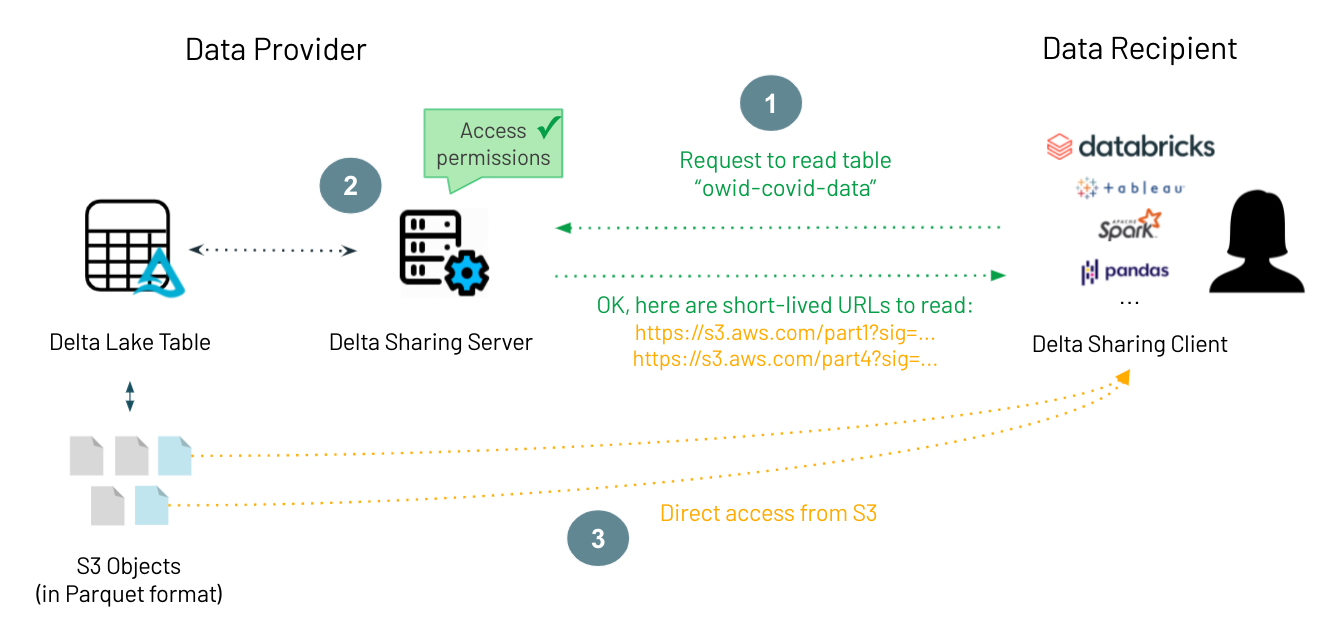 Data Provider
Data Recipient
1
Access
permissions
Request to read table
“owid-covid-data”
2
databricks
+ a b l e a u
APACHE
Spark
pandas
...
OK, here are short-lived URLs to read:
https://s3.aws.com/part1?sig=...
https://s3.aws.com/part4?sig=...
Delta Lake Table
Delta Sharing Server
Delta Sharing Client
Direct access from S3
3
S3 Objects
(in Parquet format)